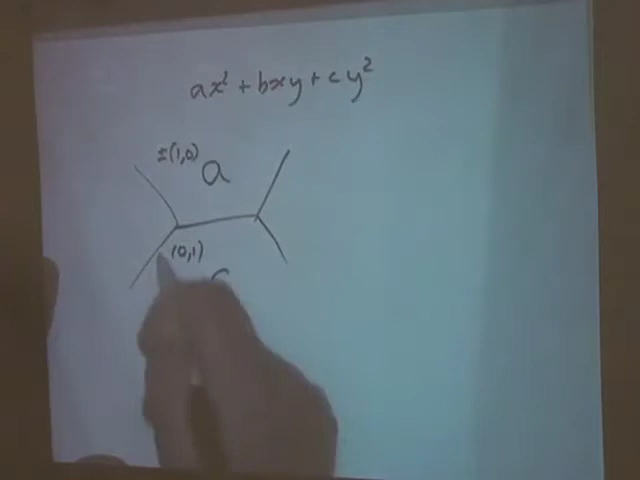 ax² + bxy + cy²
±(1,0) a
(0,1)
c